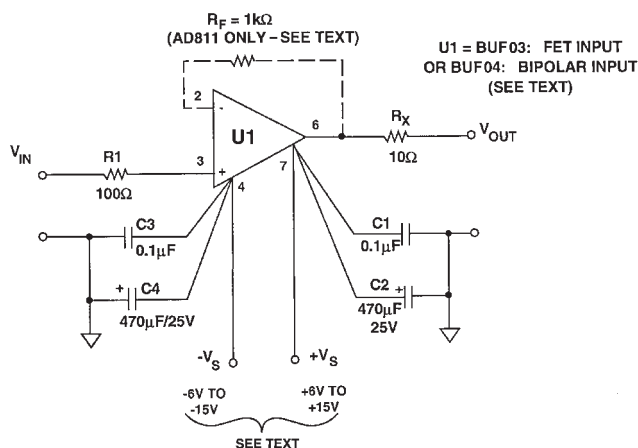 R_F = 1kΩ
(AD811 ONLY – SEE TEXT)
U1 = BUF03: FET INPUT
OR BUF04: BIPOLAR INPUT
(SEE TEXT)
2
-
U1
6
R_X
10Ω
V_OUT
V_IN
R1
100Ω
3
+
4
7
C3
0.1µF
C1
0.1µF
+
C4
470µF/25V
C2
+
470µF
25V
-V_S
+V_S
-6V TO
-15V
+6V TO
+15V
SEE TEXT